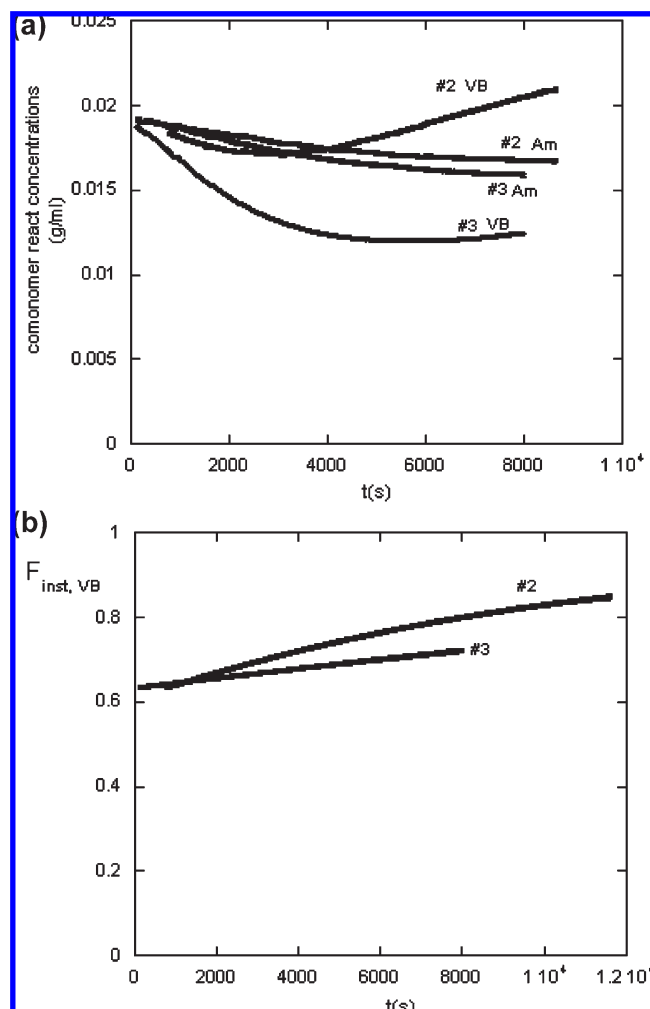 (a)
0.025
0.02
0.015
0.01
0.005
0
comonomer react concentrations
(g/ml)
#2 VB
#2 Am
#3 Am
#3 VB
0 2000 4000 6000 8000 1 10⁴
t(s)
(b)
F inst, VB
1
0.8
0.6
0.4
0.2
0
#2
#3
0 2000 4000 6000 8000 1 10⁴ 1.2 10⁴
t(s)